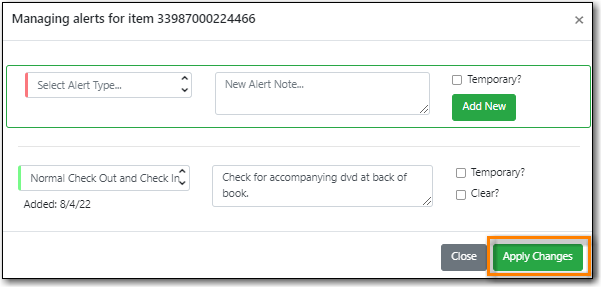 Managing alerts for item 33987000224466
×
Select Alert Type...
New Alert Note...
Temporary?
Add New
Normal Check Out and Check In
Check for accompanying dvd at back of
book.
Temporary?
Clear?
Added: 8/4/22
Close
Apply Changes